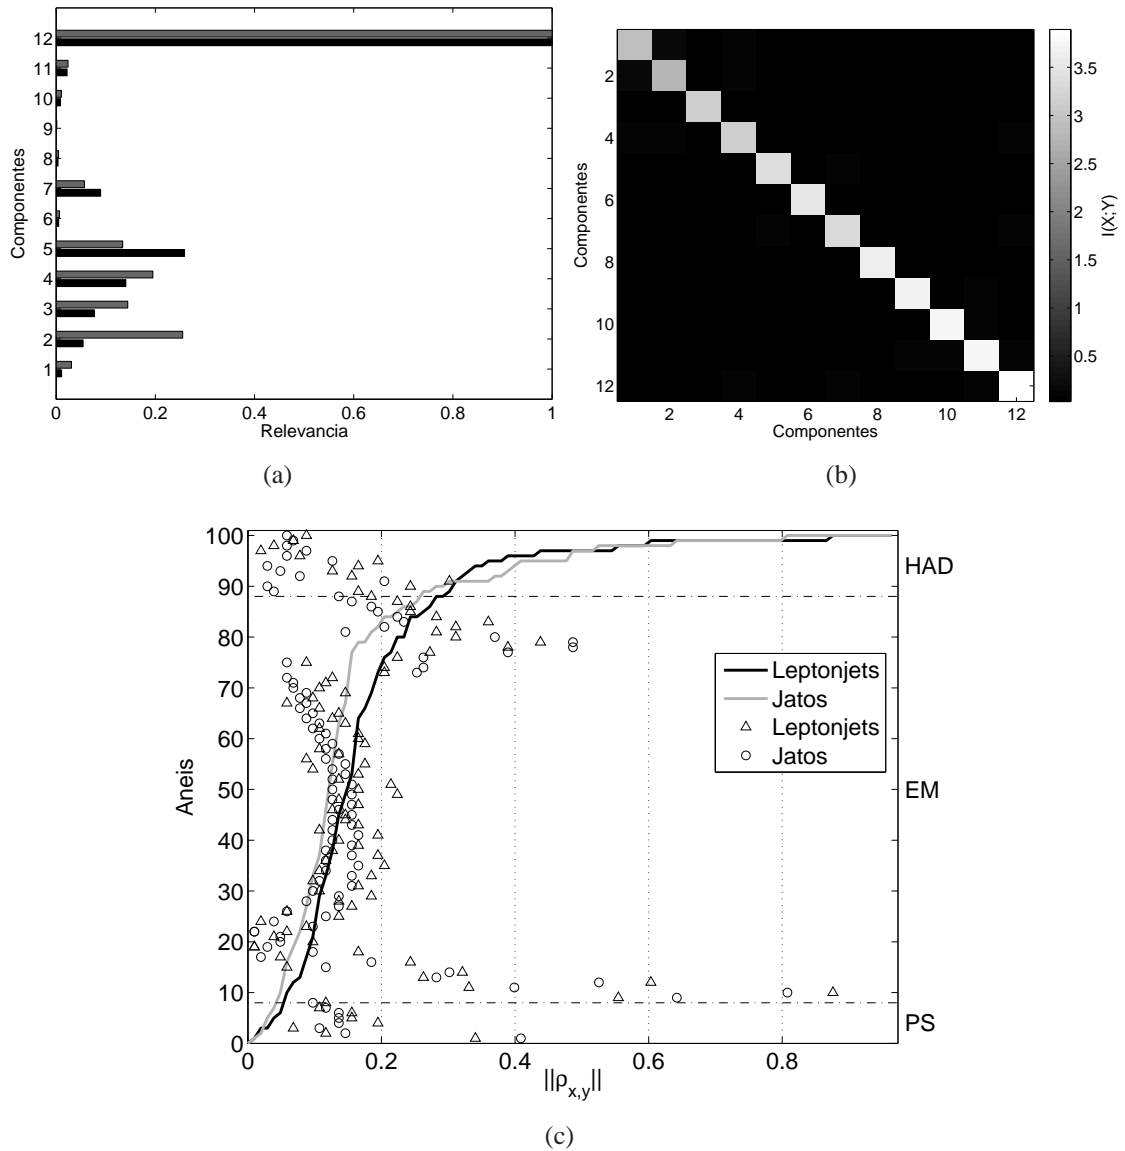 12
11
10
9
8
7
6
5
4
3
2
1
Componentes
0 0.2 0.4 0.6 0.8 1
Relevancia
(a)
2
4
6
8
10
12
Componentes
2 4 6 8 10 12
Componentes
3.5
3
2.5
2
1.5
1
0.5
I(X;Y)
(b)
100
90
80
70
60
50
40
30
20
10
0
Aneis
0 0.2 0.4 0.6 0.8
||ρx,y||
HAD
EM
PS
Leptonjets
Jatos
Leptonjets
Jatos
(c)